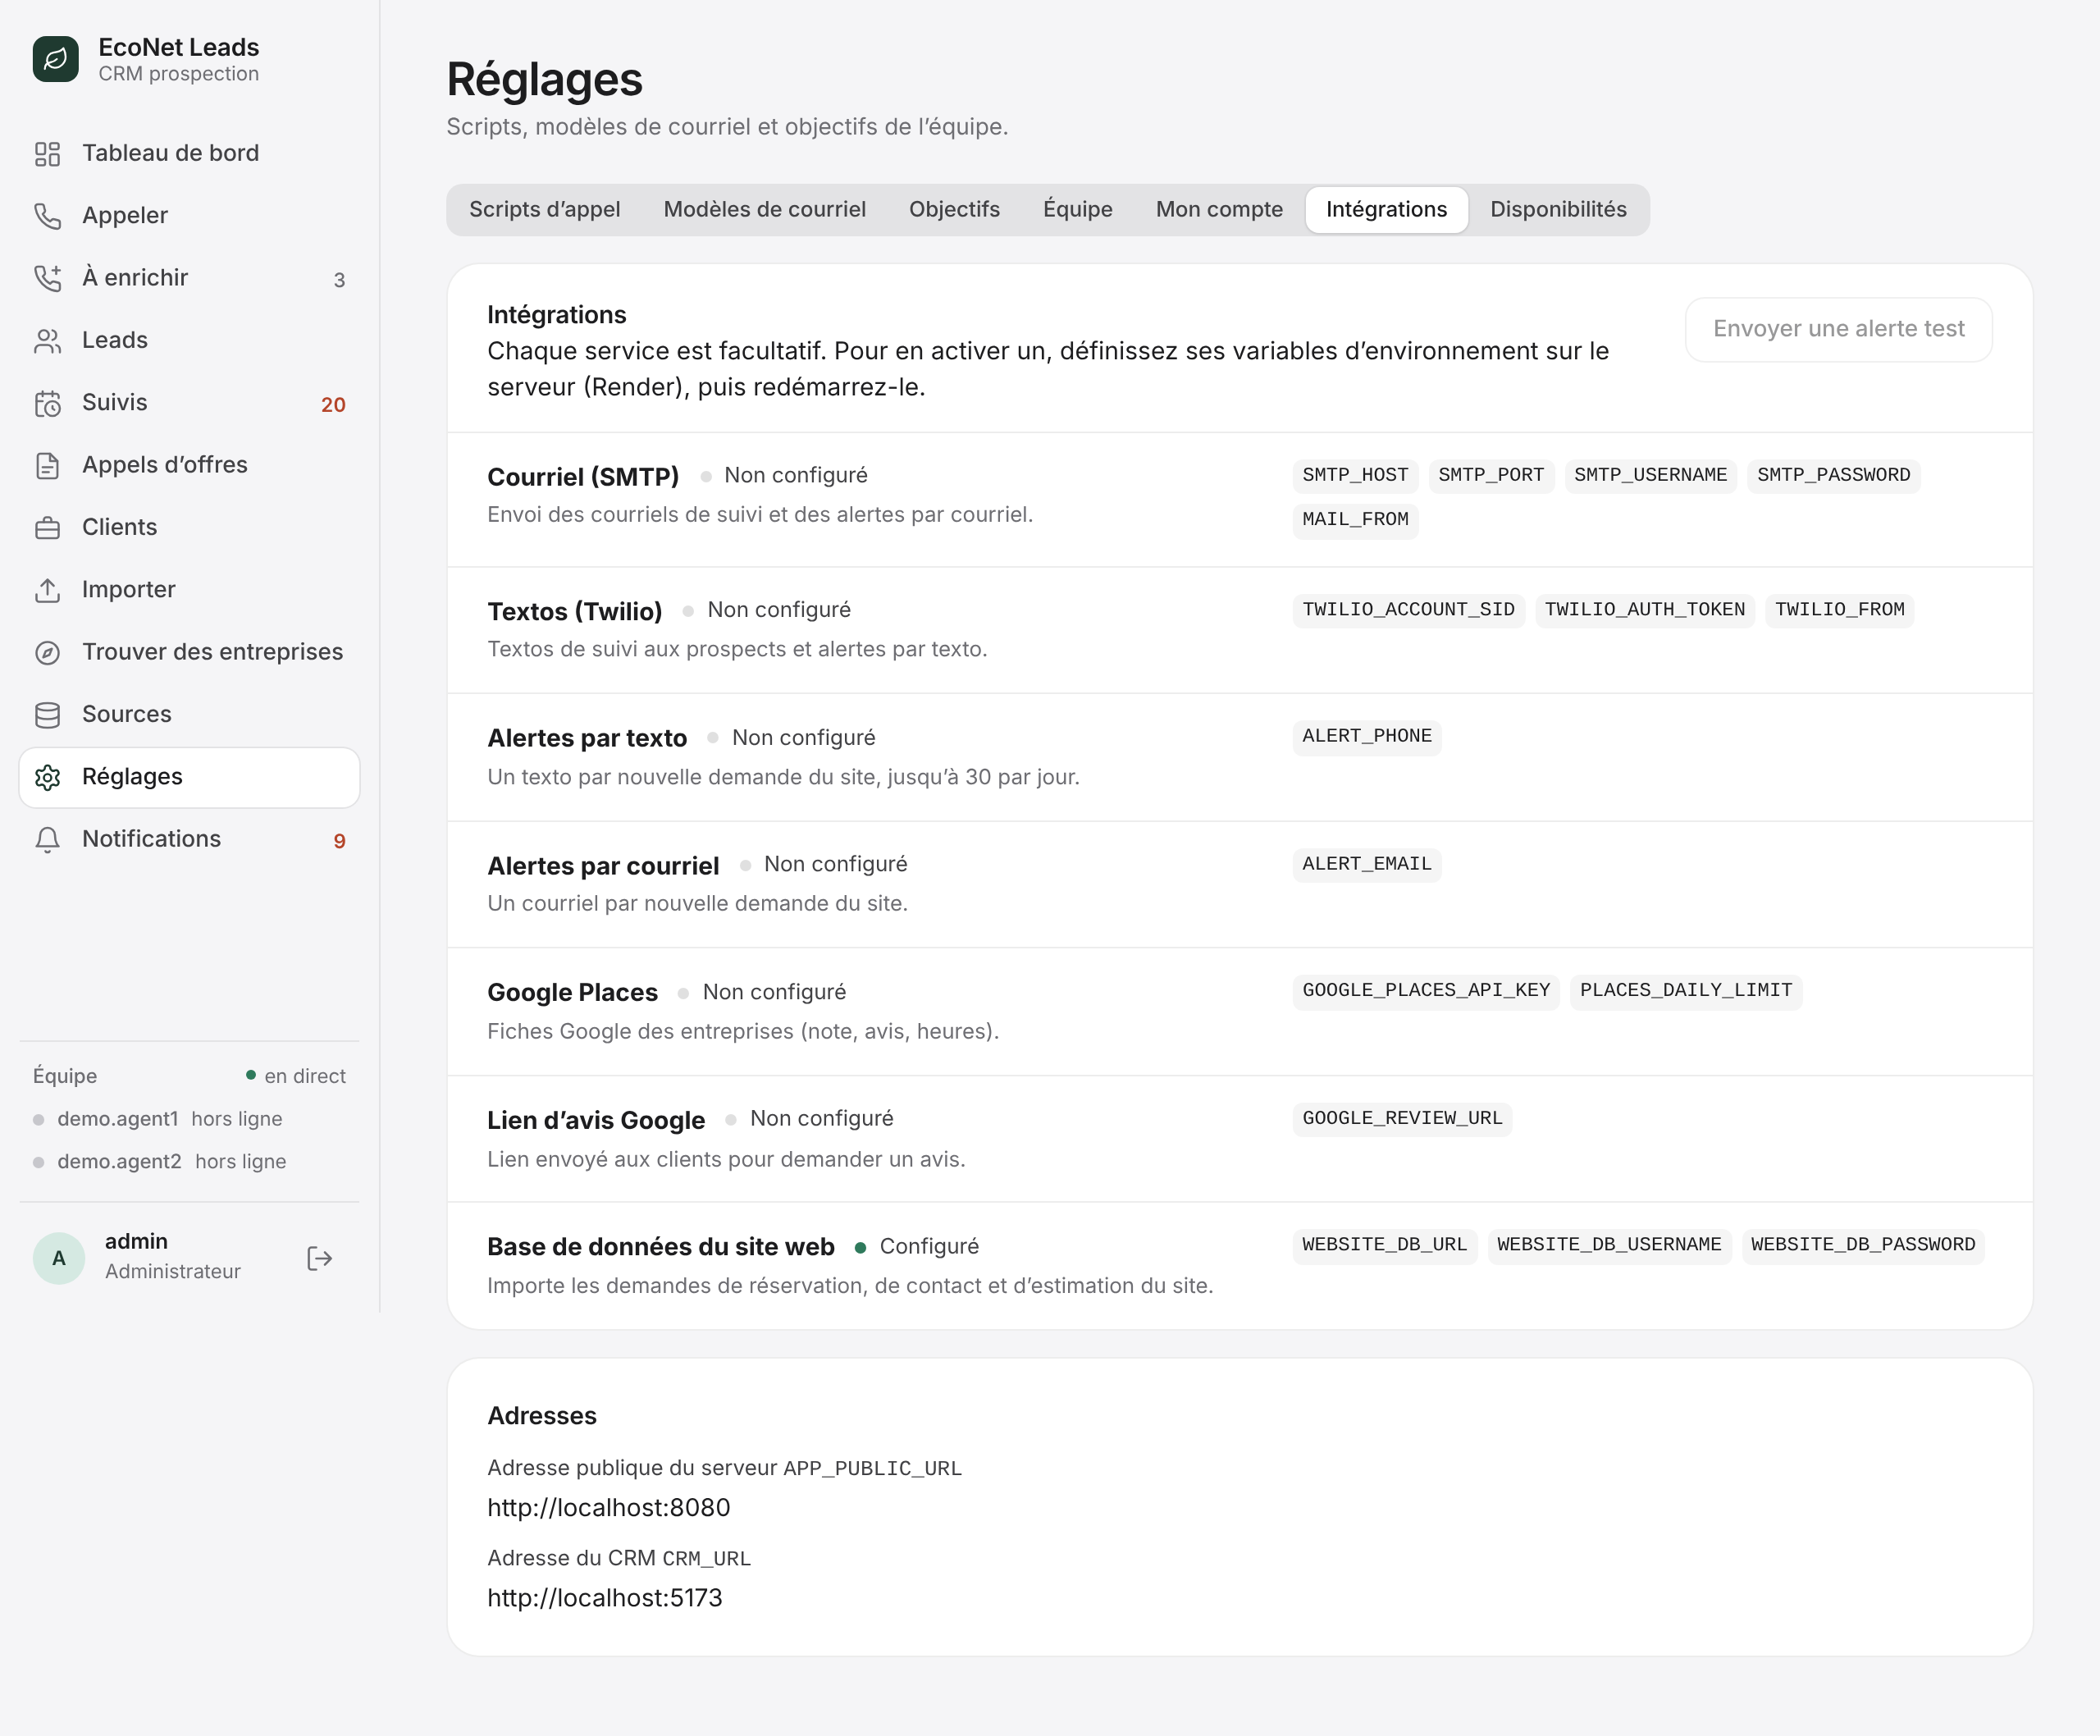 EcoNet Leads
CRM prospection
Tableau de bord
Appeler
À enrichir 3
Leads
Suivis 20
Appels d’offres
Clients
Importer
Trouver des entreprises
Sources
Réglages
Notifications 9
Équipe en direct
demo.agent1 hors ligne
demo.agent2 hors ligne
A
admin
Administrateur
Réglages
Scripts, modèles de courriel et objectifs de l’équipe.
Scripts d’appel Modèles de courriel Objectifs Équipe Mon compte Intégrations Disponibilités
Intégrations
Envoyer une alerte test
Chaque service est facultatif. Pour en activer un, définissez ses variables d’environnement sur le
serveur (Render), puis redémarrez-le.
Courriel (SMTP) Non configuré
Envoi des courriels de suivi et des alertes par courriel.
SMTP_HOST SMTP_PORT SMTP_USERNAME SMTP_PASSWORD
MAIL_FROM
Textos (Twilio) Non configuré
Textos de suivi aux prospects et alertes par texto.
TWILIO_ACCOUNT_SID TWILIO_AUTH_TOKEN TWILIO_FROM
Alertes par texto Non configuré
Un texto par nouvelle demande du site, jusqu’à 30 par jour.
ALERT_PHONE
Alertes par courriel Non configuré
Un courriel par nouvelle demande du site.
ALERT_EMAIL
Google Places Non configuré
Fiches Google des entreprises (note, avis, heures).
GOOGLE_PLACES_API_KEY PLACES_DAILY_LIMIT
Lien d’avis Google Non configuré
Lien envoyé aux clients pour demander un avis.
GOOGLE_REVIEW_URL
Base de données du site web Configuré
Importe les demandes de réservation, de contact et d’estimation du site.
WEBSITE_DB_URL WEBSITE_DB_USERNAME WEBSITE_DB_PASSWORD
Adresses
Adresse publique du serveur APP_PUBLIC_URL
http://localhost:8080
Adresse du CRM CRM_URL
http://localhost:5173